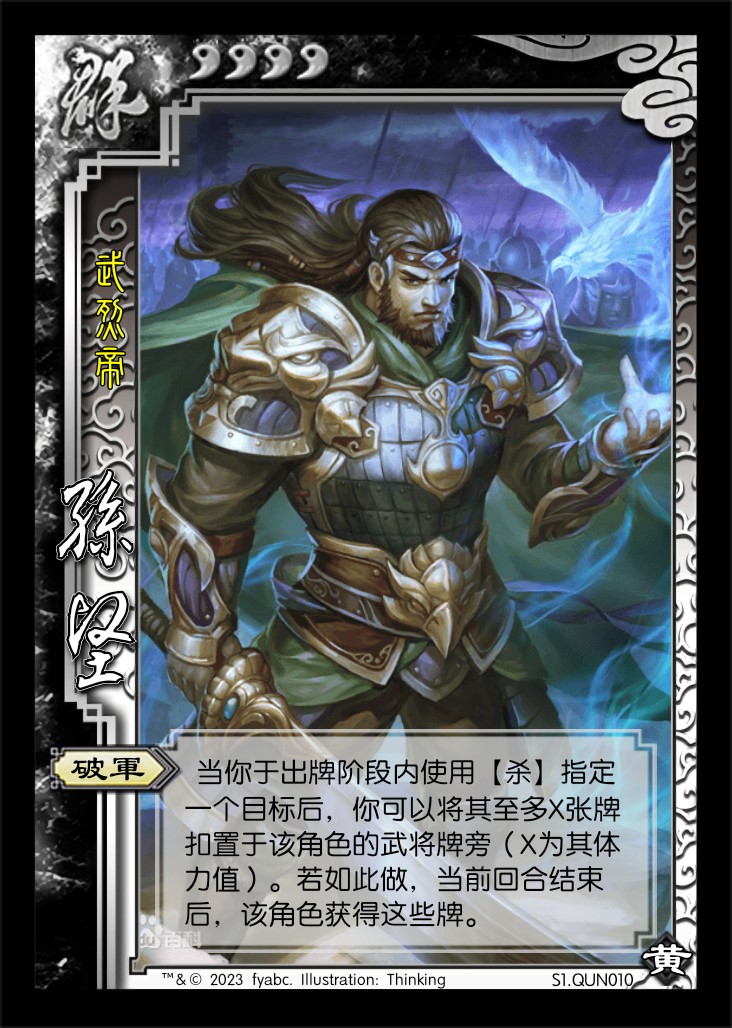 群
武烈帝
孫堅
破軍
当你于出牌阶段内使用【杀】指定
一个目标后，你可以将其至多X张牌
扣置于该角色的武将牌旁（X为其体
力值）。若如此做，当前回合结束
后，该角色获得这些牌。
百科
™&© 2023 fyabc. Illustration: Thinking
S1.QUN010
黄